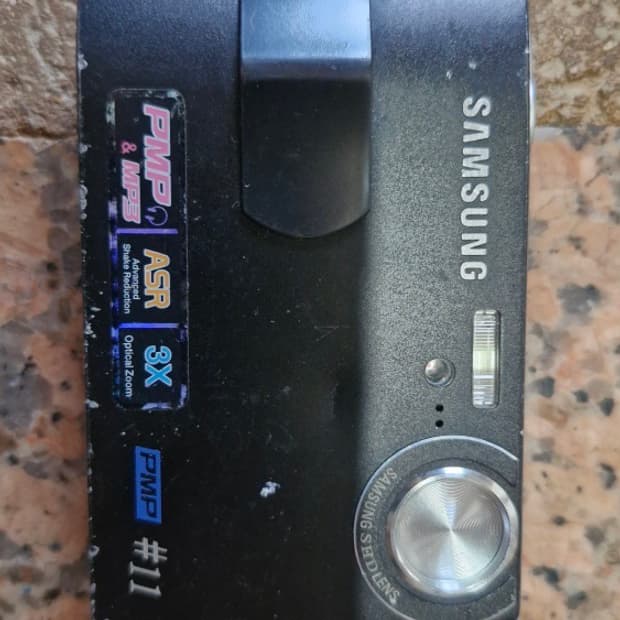 SAMSUNG
PMP
& MP3
ASR
Advanced
Shake Reduction
3X
Optical Zoom
PMP #11
SAMSUNG SHD LENS